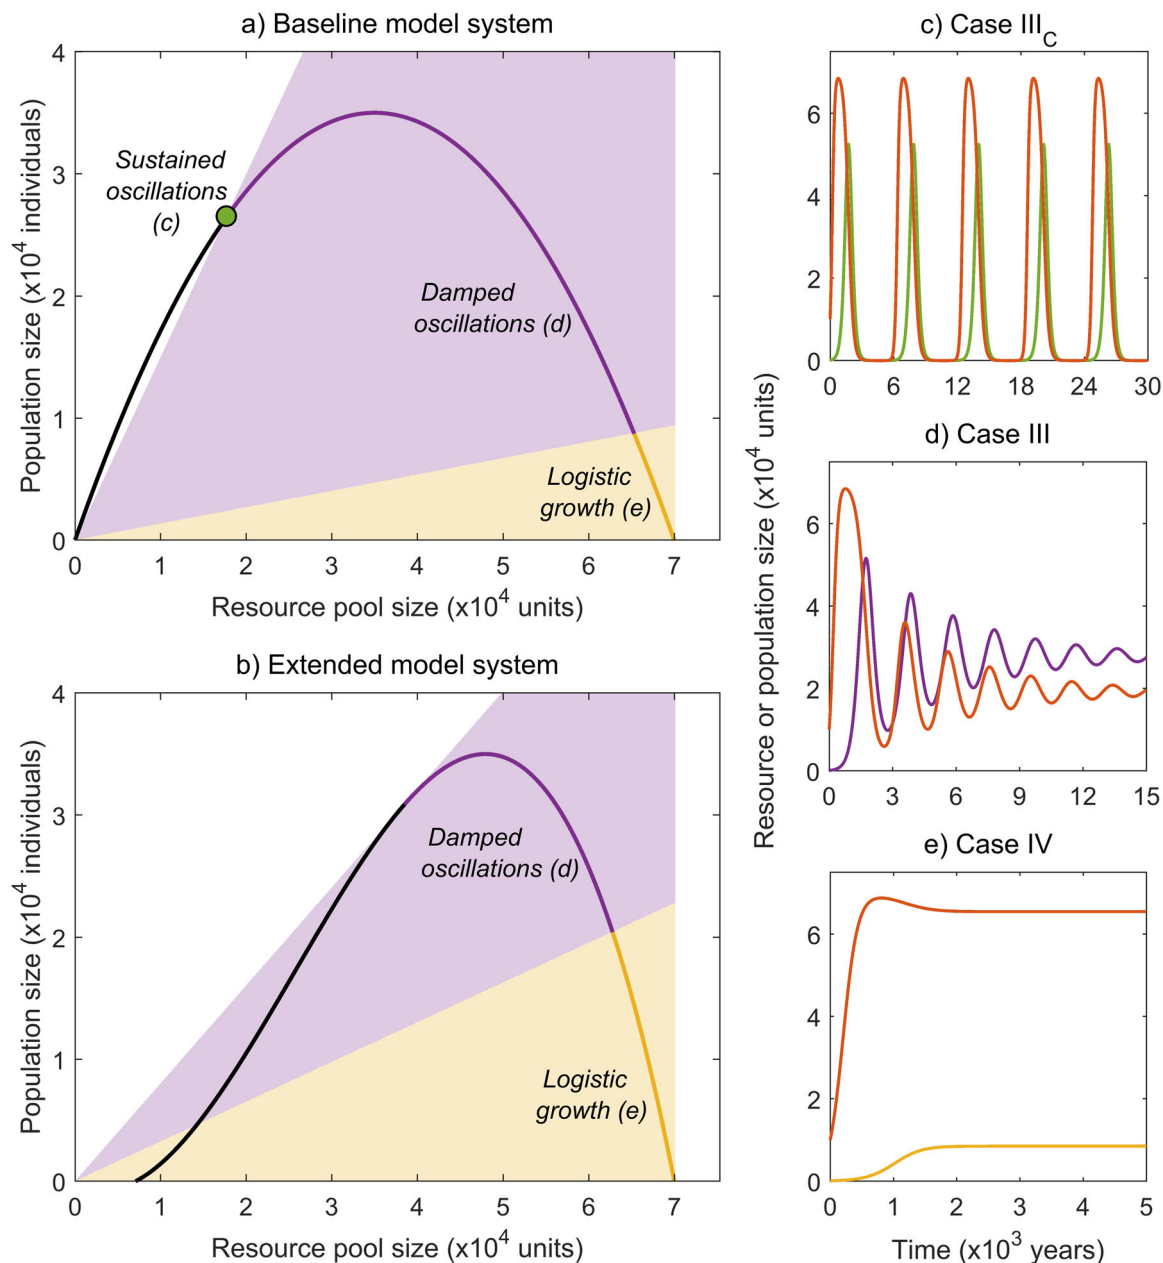 a) Baseline model system
4
3
2
1
0
Population size (x10⁴ individuals)
Sustained
oscillations
(c)
Damped
oscillations (d)
Logistic
growth (e)
0 1 2 3 4 5 6 7
Resource pool size (x10⁴ units)
b) Extended model system
4
3
2
1
0
Population size (x10⁴ individuals)
Damped
oscillations (d)
Logistic
growth (e)
0 1 2 3 4 5 6 7
Resource pool size (x10⁴ units)
c) Case III_C
6
4
2
0
0 6 12 18 24 30
Resource or population size (x10⁴ units)
d) Case III
6
4
2
0
0 3 6 9 12 15
e) Case IV
6
4
2
0
0 1 2 3 4 5
Time (x10³ years)